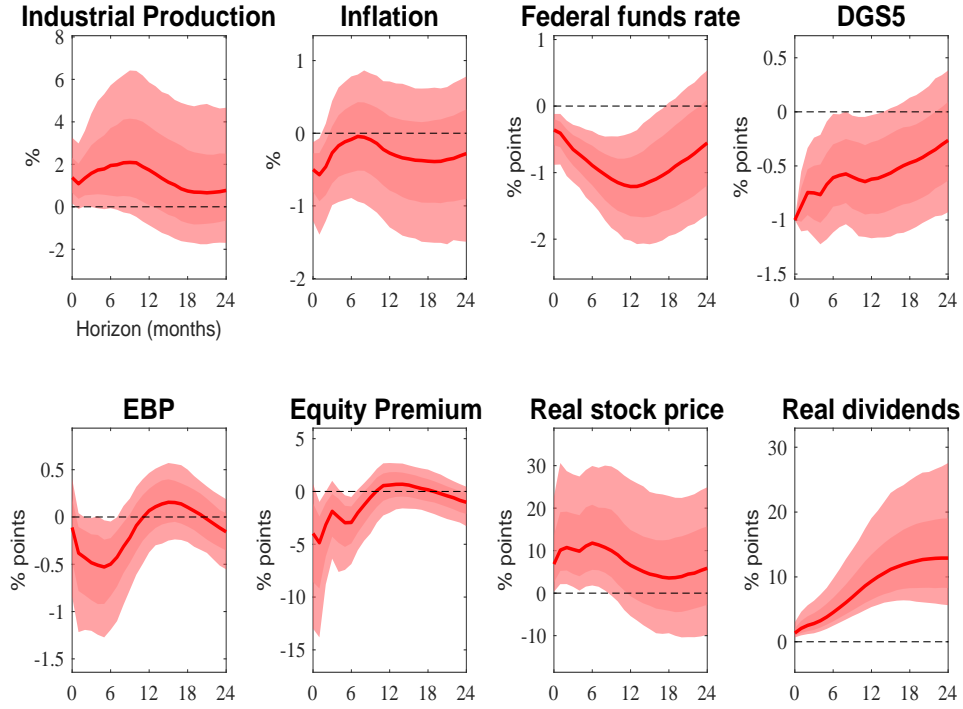 Industrial Production
Inflation
Federal funds rate
DGS5
%
8
6
4
2
0
-2
0 6 12 18 24
Horizon (months)
%
1
0
-1
-2
0 6 12 18 24
% points
1
0
-1
-2
0 6 12 18 24
% points
0.5
0
-0.5
-1
-1.5
0 6 12 18 24
EBP
Equity Premium
Real stock price
Real dividends
% points
0.5
0
-0.5
-1
-1.5
0 6 12 18 24
% points
5
0
-5
-10
-15
0 6 12 18 24
% points
30
20
10
0
-10
0 6 12 18 24
% points
30
20
10
0
0 6 12 18 24